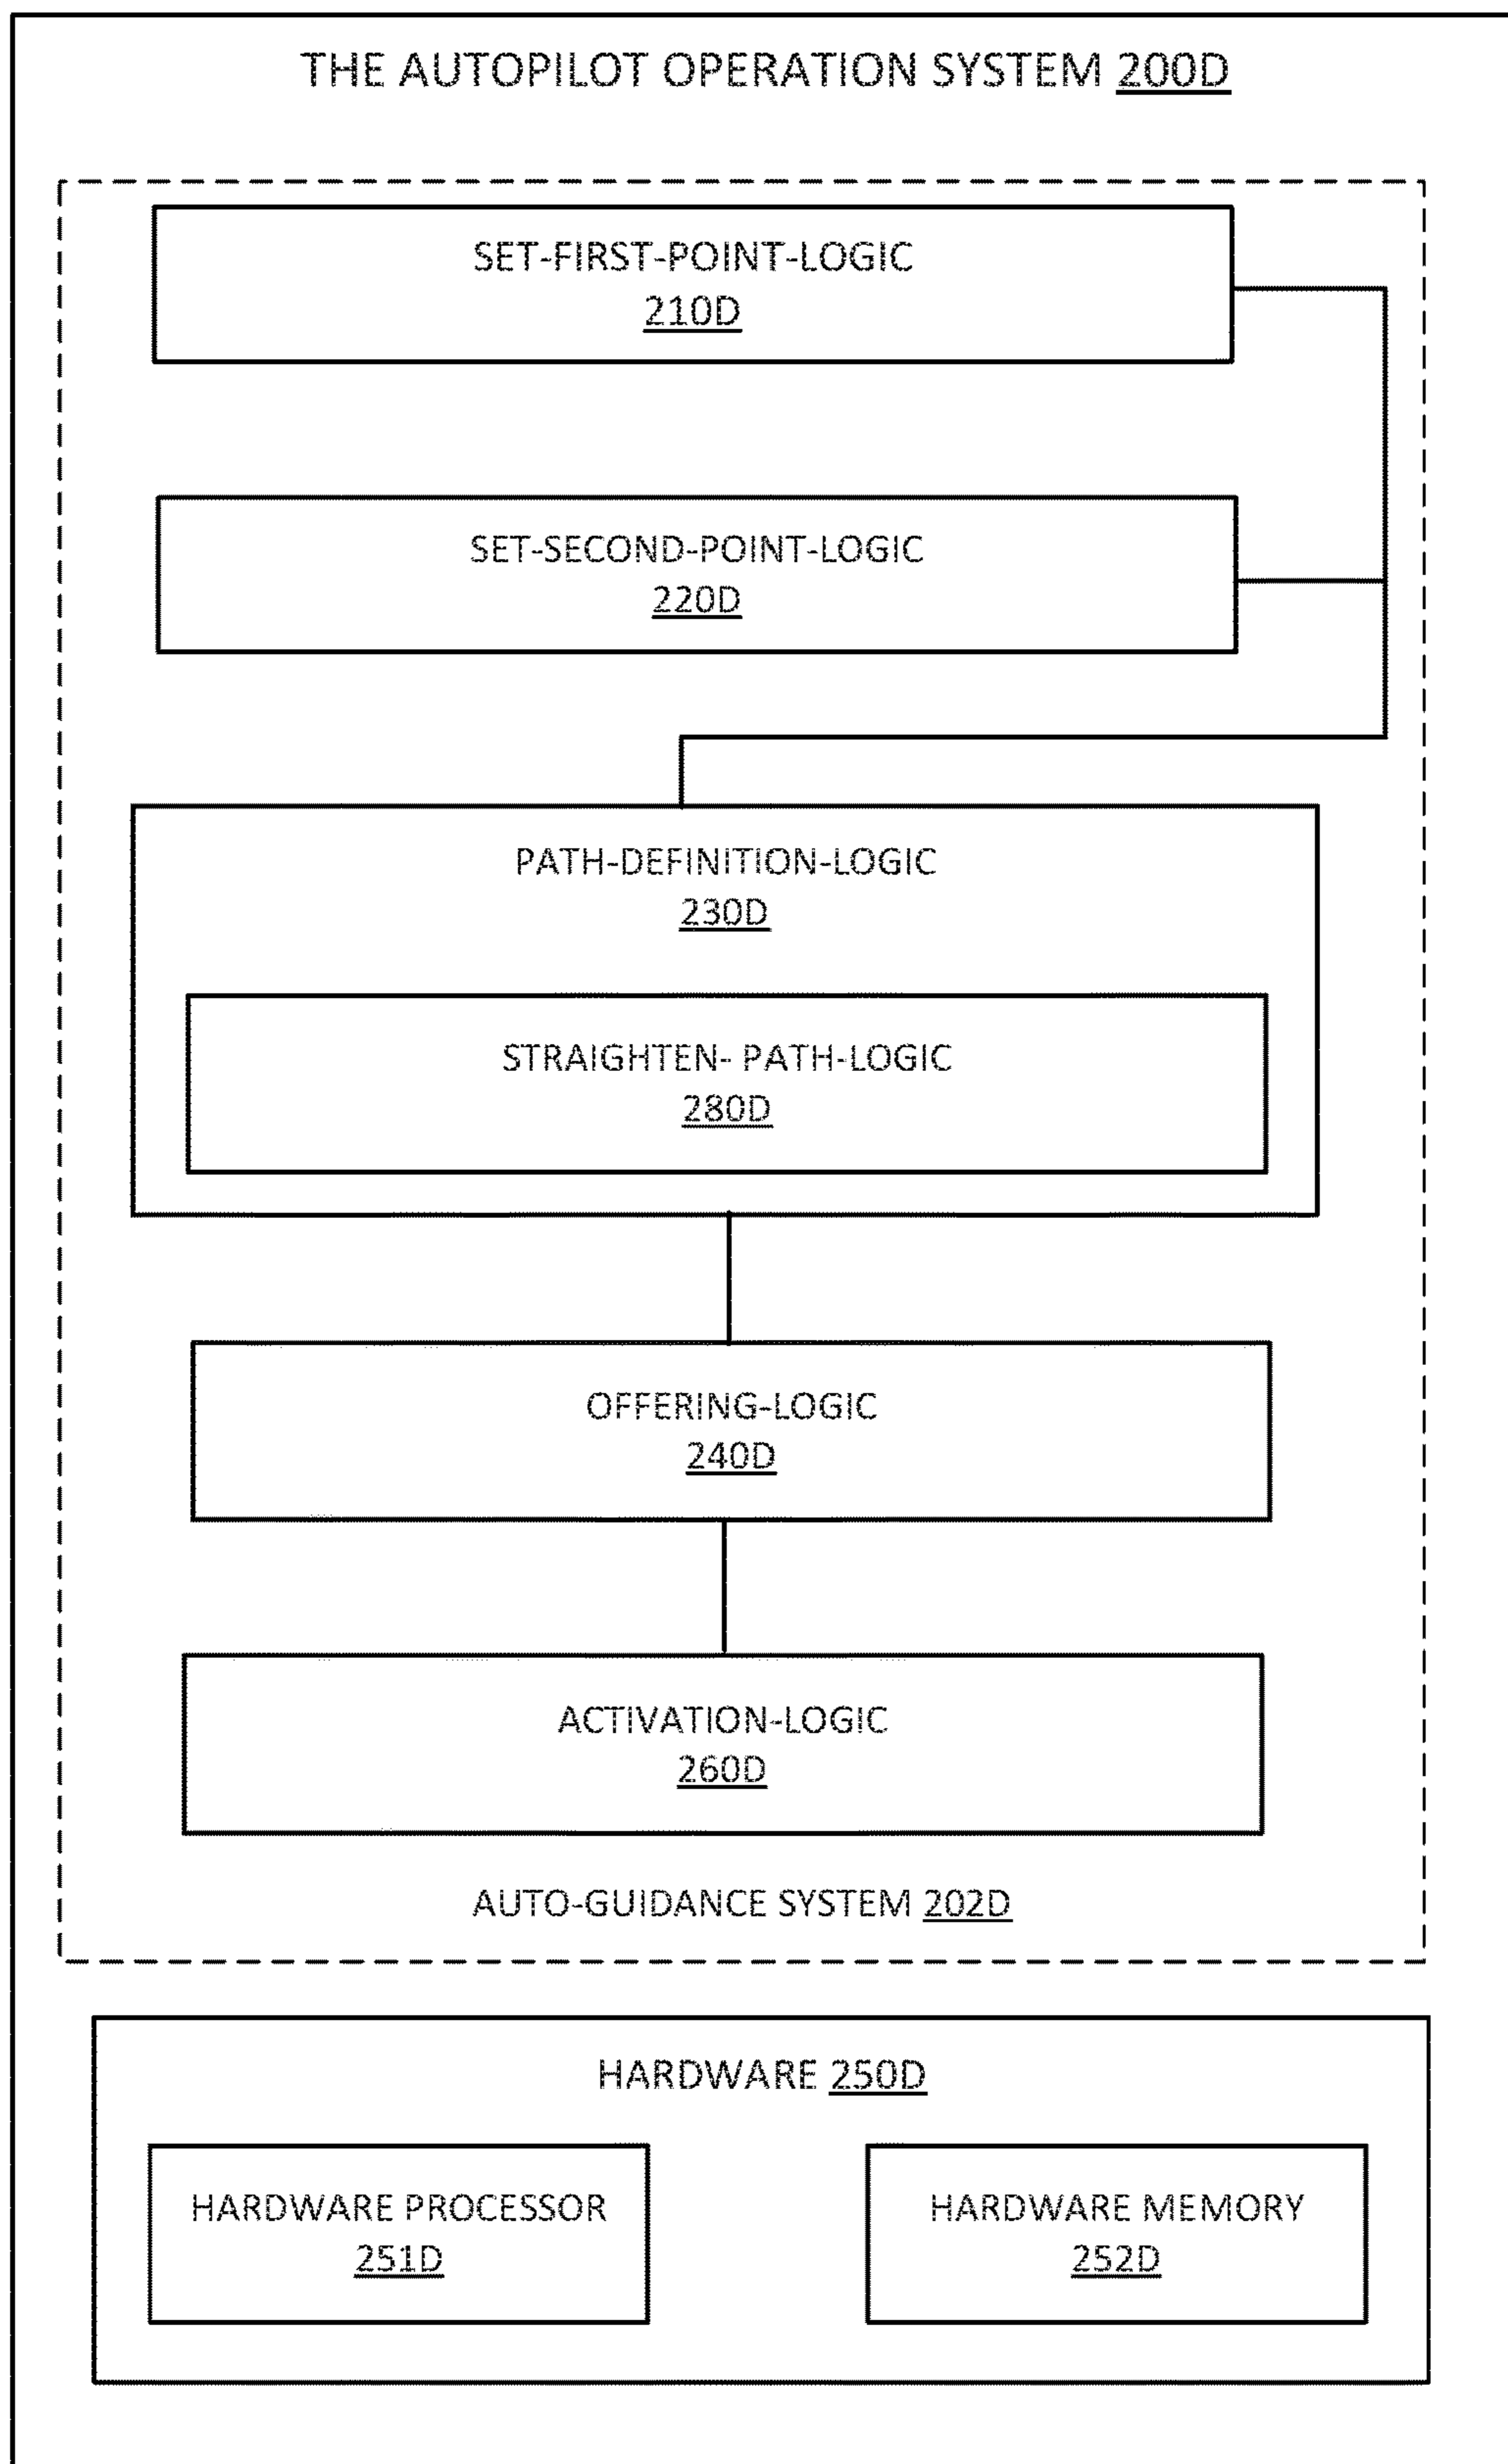 THE AUTOPILOT OPERATION SYSTEM 200D
SET-FIRST-POINT-LOGIC
210D
SET-SECOND-POINT-LOGIC
220D
PATH-DEFINITION-LOGIC
230D
STRAIGHTEN- PATH-LOGIC
280D
OFFERING-LOGIC
240D
ACTIVATION-LOGIC
260D
AUTO-GUIDANCE SYSTEM 202D
HARDWARE 250D
HARDWARE PROCESSOR
251D
HARDWARE MEMORY
252D